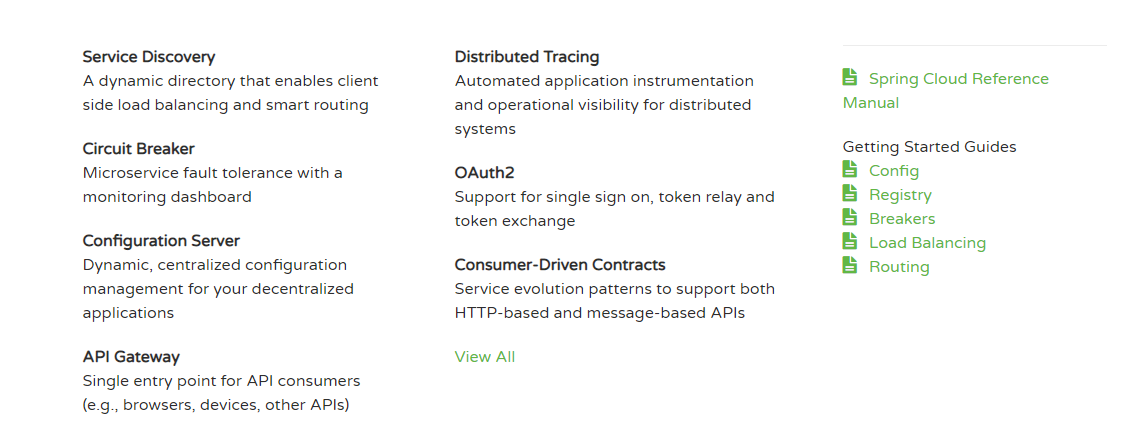 Service Discovery
A dynamic directory that enables client
side load balancing and smart routing
Circuit Breaker
Microservice fault tolerance with a
monitoring dashboard
Configuration Server
Dynamic, centralized configuration
management for your decentralized
applications
API Gateway
Single entry point for API consumers
(e.g., browsers, devices, other APIs)
Distributed Tracing
Automated application instrumentation
and operational visibility for distributed
systems
OAuth2
Support for single sign on, token relay and
token exchange
Consumer-Driven Contracts
Service evolution patterns to support both
HTTP-based and message-based APIs
View All
Spring Cloud Reference
Manual
Getting Started Guides
Config
Registry
Breakers
Load Balancing
Routing